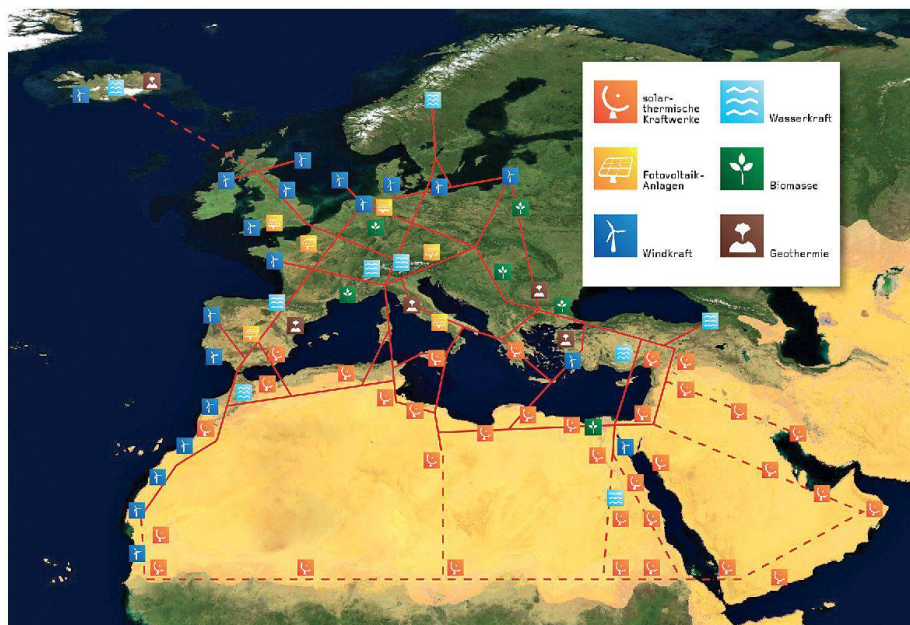 solar-
thermische
Kraftwerke
Wasserkraft
Fotovoltaik-
Anlagen
Biomasse
Windkraft
Geothermie